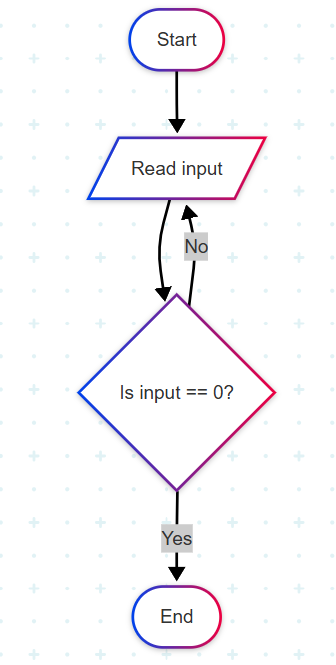 Start
Read input
No
Is input == 0?
Yes
End